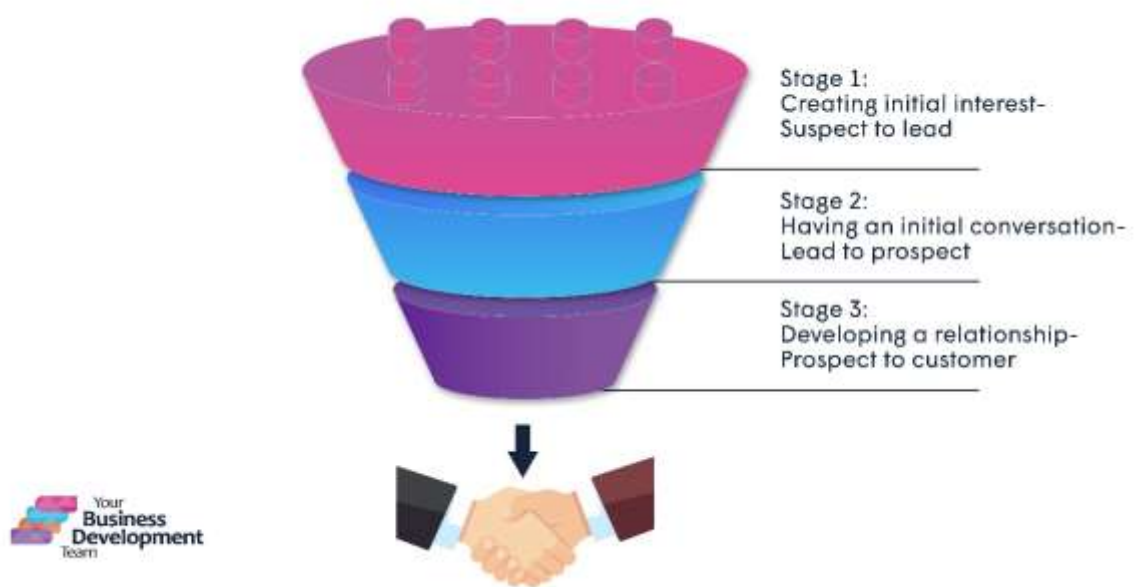 Stage 1:
Creating initial interest-
Suspect to lead
Stage 2:
Having an initial conversation-
Lead to prospect
Stage 3:
Developing a relationship-
Prospect to customer
Your
Business
Development
Team